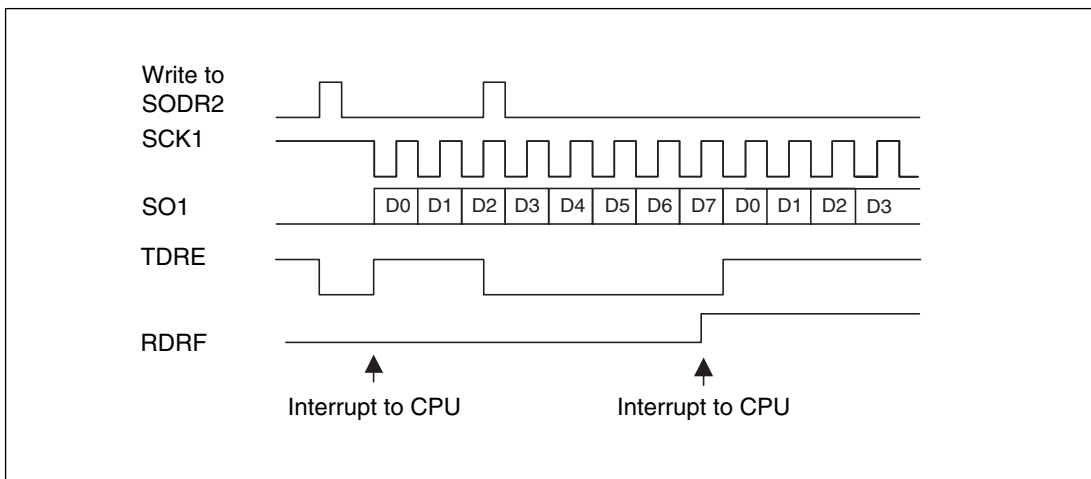 Write to
SODR2
SCK1
SO1 D0 D1 D2 D3 D4 D5 D6 D7 D0 D1 D2 D3
TDRE
RDRF
Interrupt to CPU Interrupt to CPU